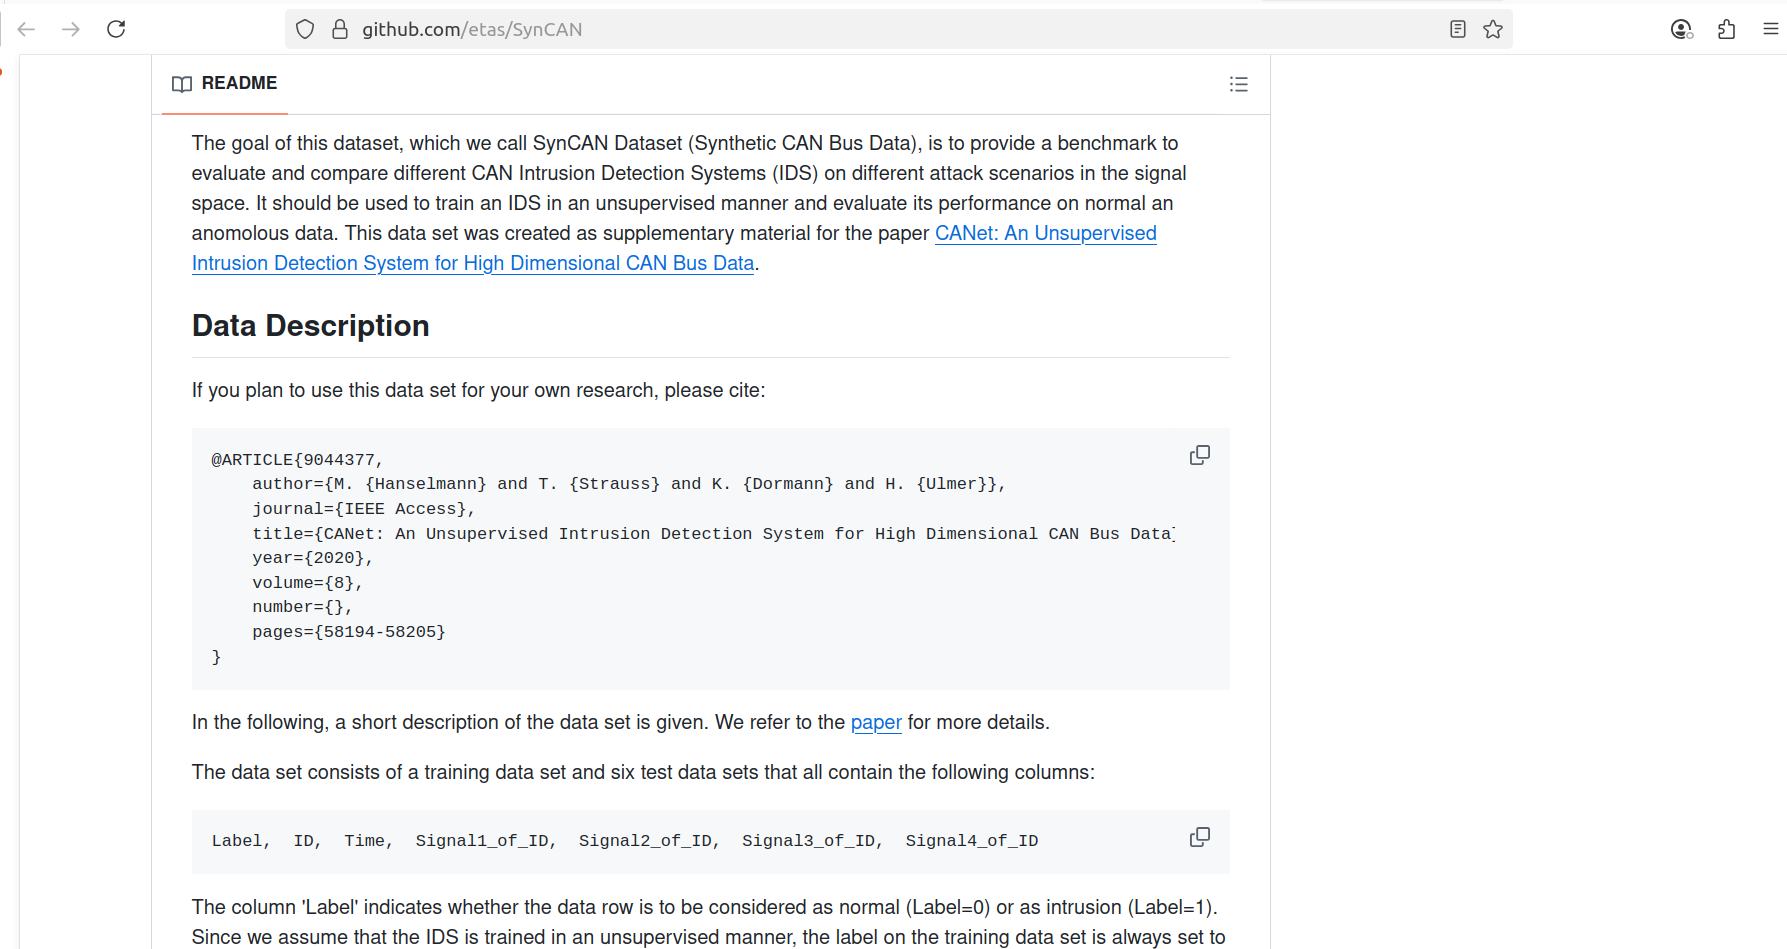 github.com/etas/SynCAN
README
The goal of this dataset, which we call SynCAN Dataset (Synthetic CAN Bus Data), is to provide a benchmark to
evaluate and compare different CAN Intrusion Detection Systems (IDS) on different attack scenarios in the signal
space. It should be used to train an IDS in an unsupervised manner and evaluate its performance on normal an
anomolous data. This data set was created as supplementary material for the paper CANet: An Unsupervised
Intrusion Detection System for High Dimensional CAN Bus Data.
Data Description
If you plan to use this data set for your own research, please cite:
@ARTICLE{9044377,
    author={M. {Hanselmann} and T. {Strauss} and K. {Dormann} and H. {Ulmer}},
    journal={IEEE Access},
    title={CANet: An Unsupervised Intrusion Detection System for High Dimensional CAN Bus Data}
    year={2020},
    volume={8},
    number={},
    pages={58194-58205}
}
In the following, a short description of the data set is given. We refer to the paper for more details.
The data set consists of a training data set and six test data sets that all contain the following columns:
Label,  ID,  Time,  Signal1_of_ID,  Signal2_of_ID,  Signal3_of_ID,  Signal4_of_ID
The column 'Label' indicates whether the data row is to be considered as normal (Label=0) or as intrusion (Label=1).
Since we assume that the IDS is trained in an unsupervised manner, the label on the training data set is always set to